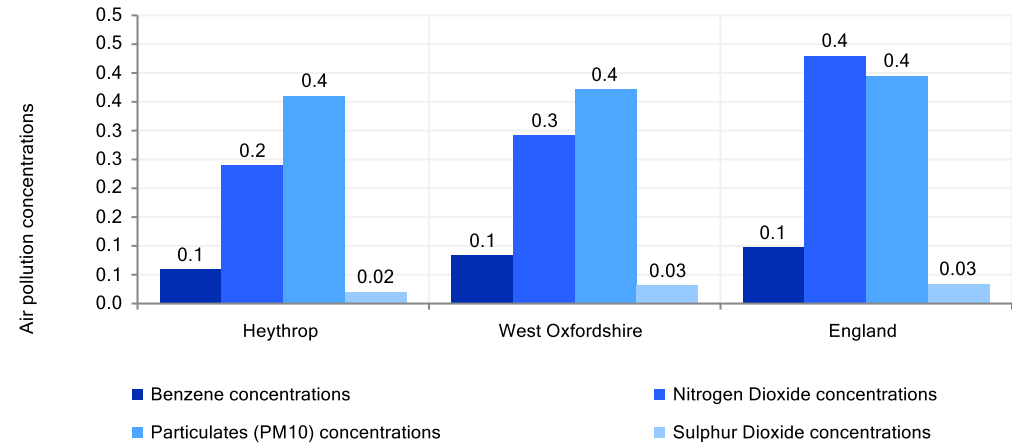 Air pollution concentrations
0.5
0.5
0.4
0.4
0.3
0.3
0.2
0.2
0.1
0.1
0.0
0.1
0.2
0.4
0.02
0.1
0.3
0.4
0.03
0.1
0.4
0.4
0.03
Heythrop
West Oxfordshire
England
Benzene concentrations
Nitrogen Dioxide concentrations
Particulates (PM10) concentrations
Sulphur Dioxide concentrations